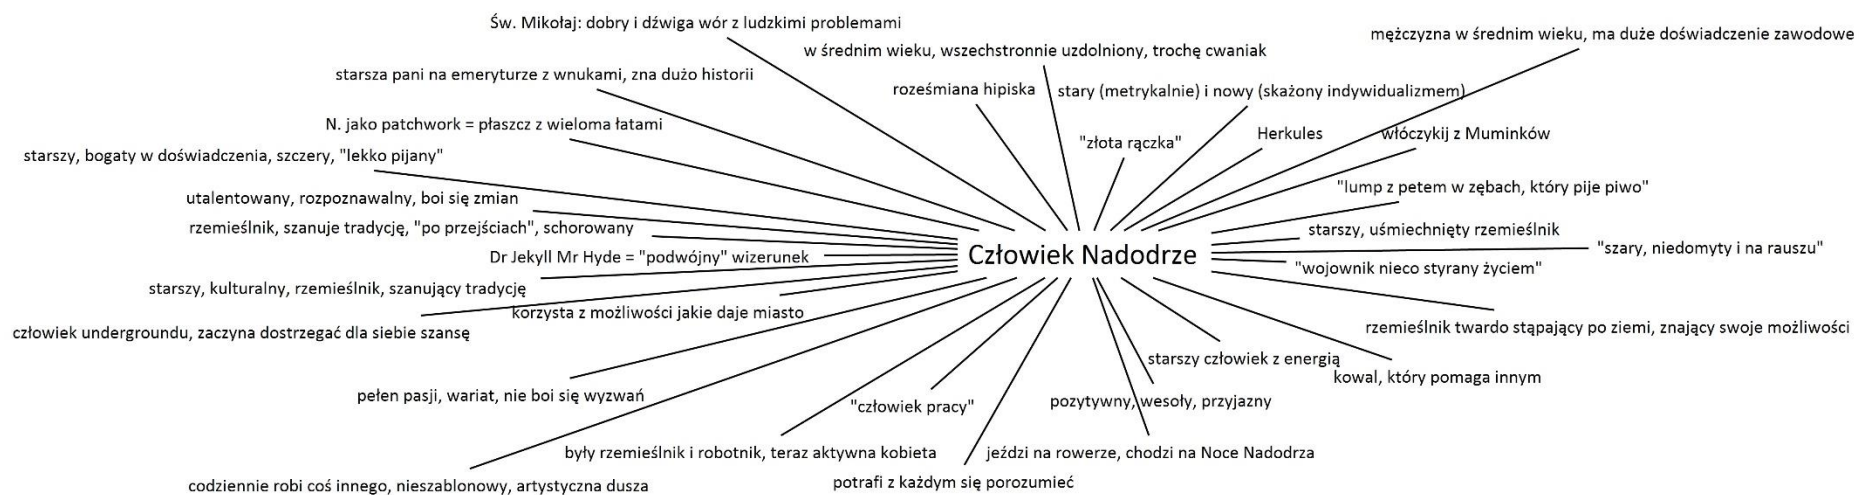 Św. Mikołaj: dobry i dźwiga wór z ludzkimi problemami
mężczyzna w średnim wieku, ma duże doświadczenie zawodowe
w średnim wieku, wszechstronnie uzdolniony, trochę cwaniak
starsza pani na emeryturze z wnukami, zna dużo historii
roześmiana hipiska
stary (metrykalnie) i nowy (skażony indywidualizmem)
N. jako patchwork = płaszcz z wieloma łatami
"złota rączka"
Herkules
włóczykij z Muminków
starszy, bogaty w doświadczenia, szczery, "lekko pijany"
"lump z petem w zębach, który pije piwo"
utalentowany, rozpoznawalny, boi się zmian
rzemieślnik, szanuje tradycję, "po przejściach", schorowany
starszy, uśmiechnięty rzemieślnik
"szary, niedomyty i na rauszu"
Dr Jekyll Mr Hyde = "podwójny" wizerunek
Człowiek Nadodrze
"wojownik nieco styrany życiem"
starszy, kulturalny, rzemieślnik, szanujący tradycję
korzysta z możliwości jakie daje miasto
człowiek undergroundu, zaczyna dostrzegać dla siebie szansę
rzemieślnik twardo stąpający po ziemi, znający swoje możliwości
starszy człowiek z energią
kowal, który pomaga innym
pełen pasji, wariat, nie boi się wyzwań
"człowiek pracy"
pozytywny, wesoły, przyjazny
były rzemieślnik i robotnik, teraz aktywna kobieta
jeździ na rowerze, chodzi na Noce Nadodrza
codziennie robi coś innego, nieszablonowy, artystyczna dusza
potrafi z każdym się porozumieć